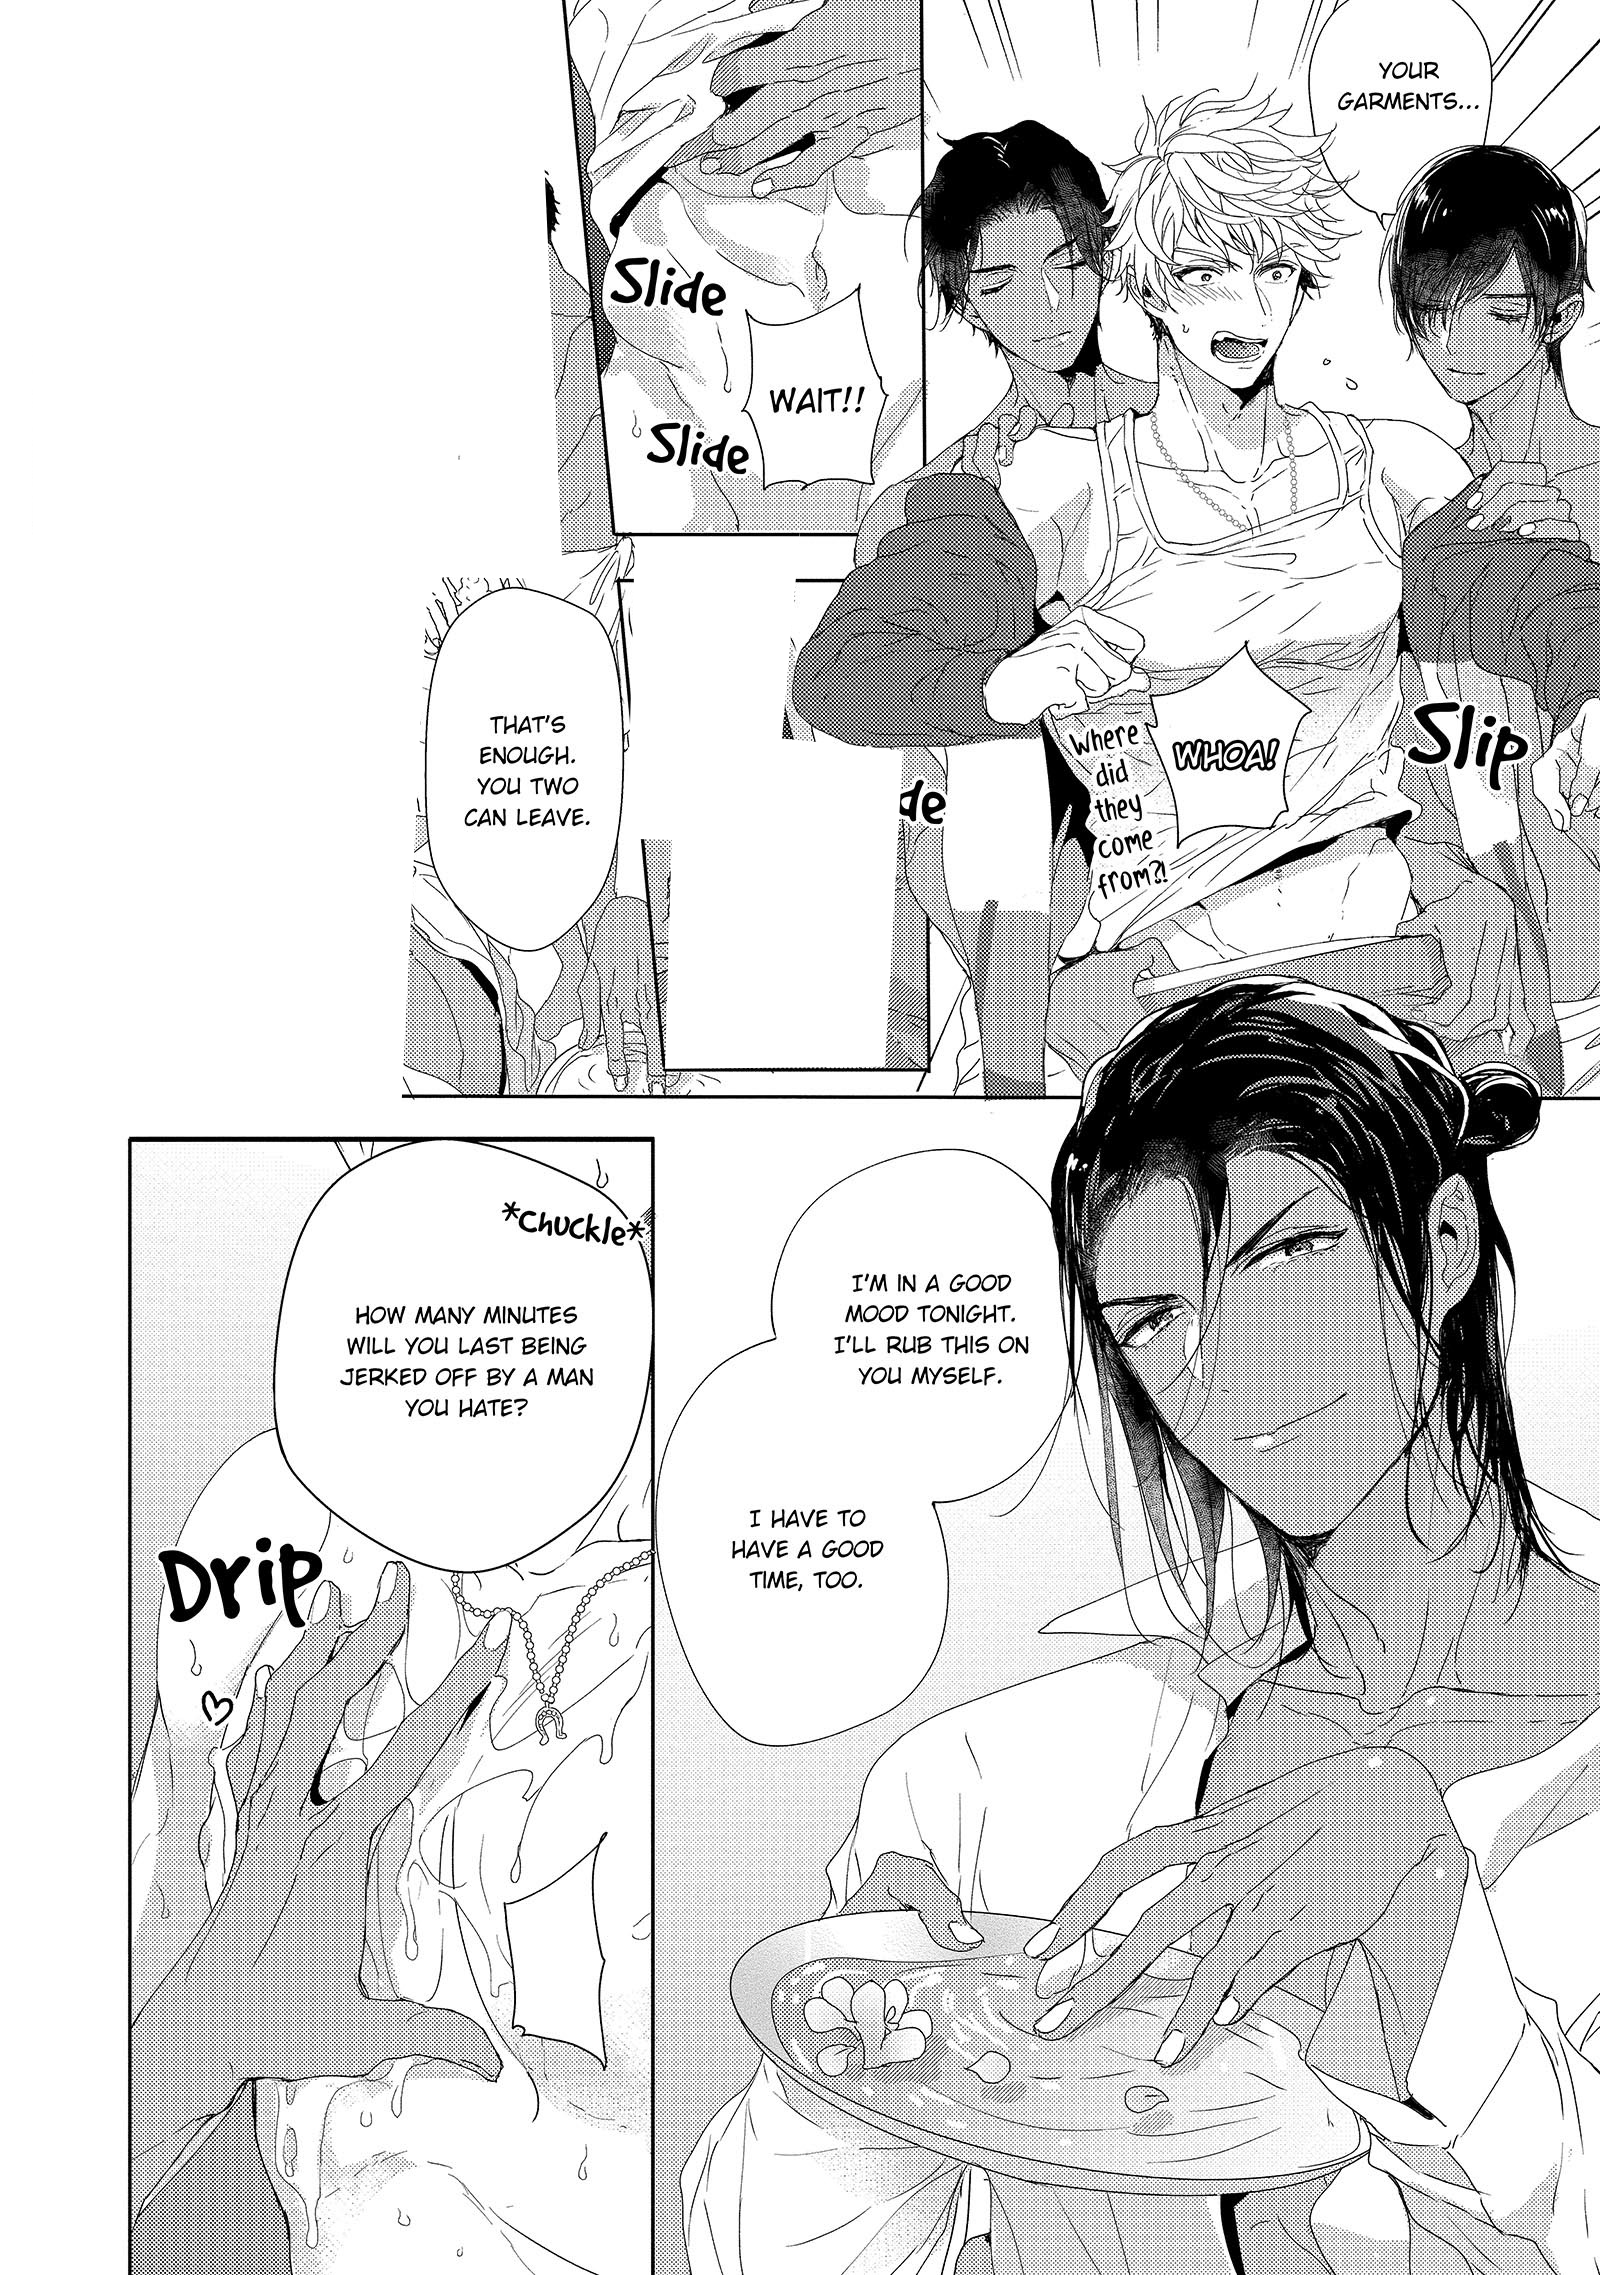 YOUR
GARMENTS...
WHOA!
Where
did
they
come
from?!
Slip
WAIT!!
Slide
Slide
de
THAT'S
ENOUGH.
YOU TWO
CAN LEAVE.
I'M IN A GOOD
MOOD TONIGHT.
I'LL RUB THIS ON
YOU MYSELF.
I HAVE TO
HAVE A GOOD
TIME, TOO.
*Chuckle*
HOW MANY MINUTES
WILL YOU LAST BEING
JERKED OFF BY A MAN
YOU HATE?
Drip